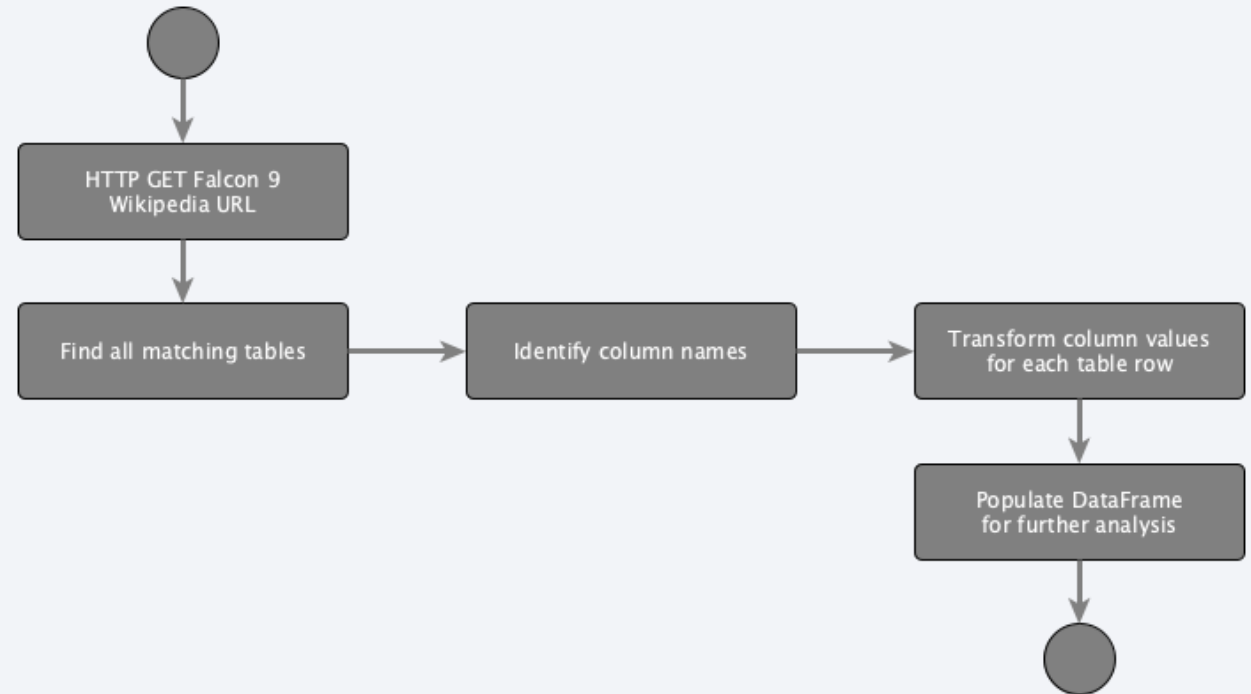 HTTP GET Falcon 9
Wikipedia URL
Find all matching tables
Identify column names
Transform column values
for each table row
Populate DataFrame
for further analysis